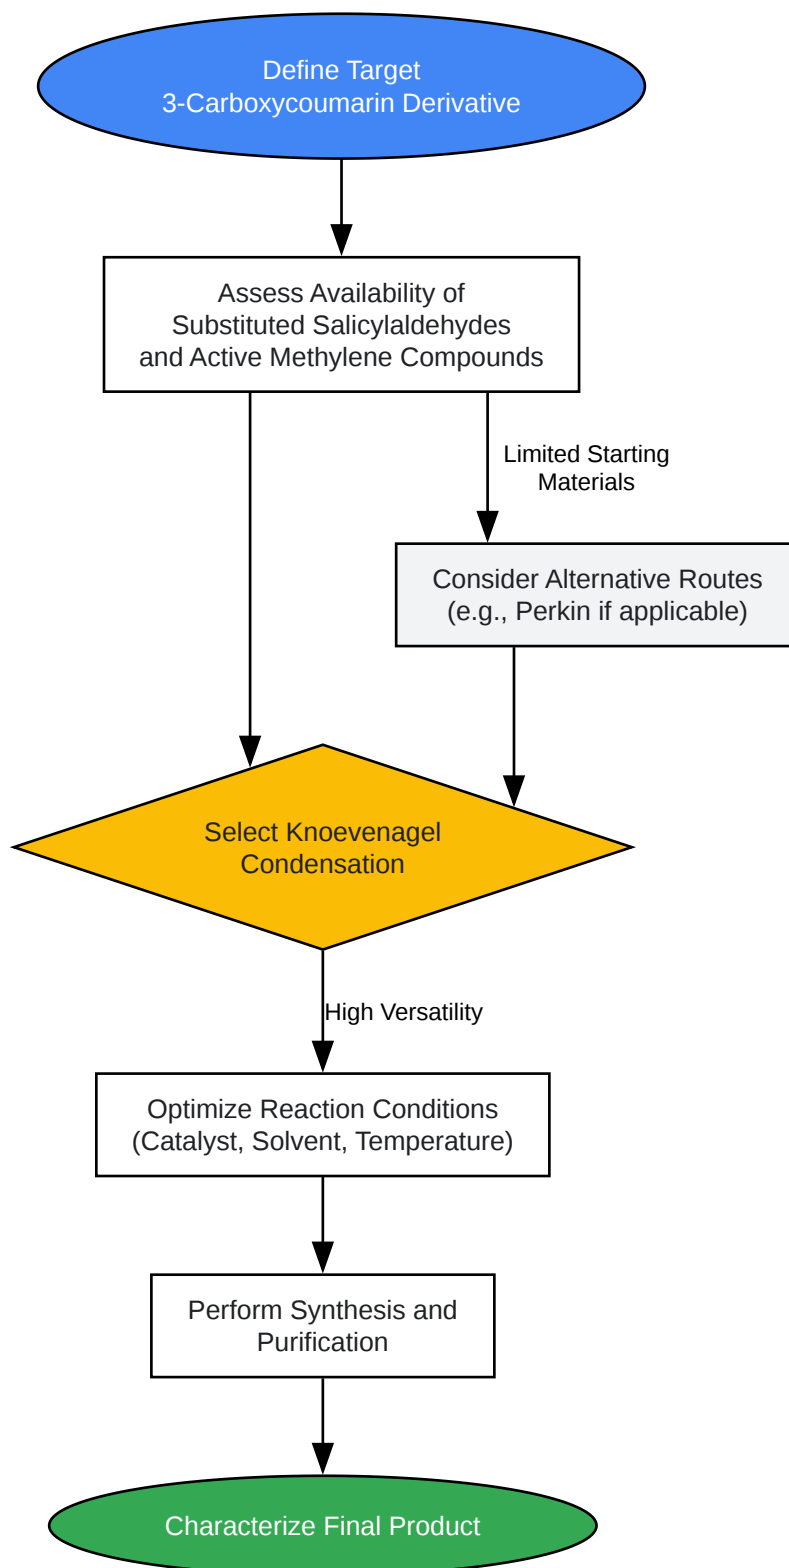 Define Target
3-Carboxycoumarin Derivative
Assess Availability of
Substituted Salicylaldehydes
and Active Methylene Compounds
Limited Starting
Materials
Consider Alternative Routes
(e.g., Perkin if applicable)
Select Knoevenagel
Condensation
High Versatility
Optimize Reaction Conditions
(Catalyst, Solvent, Temperature)
Perform Synthesis and
Purification
Characterize Final Product